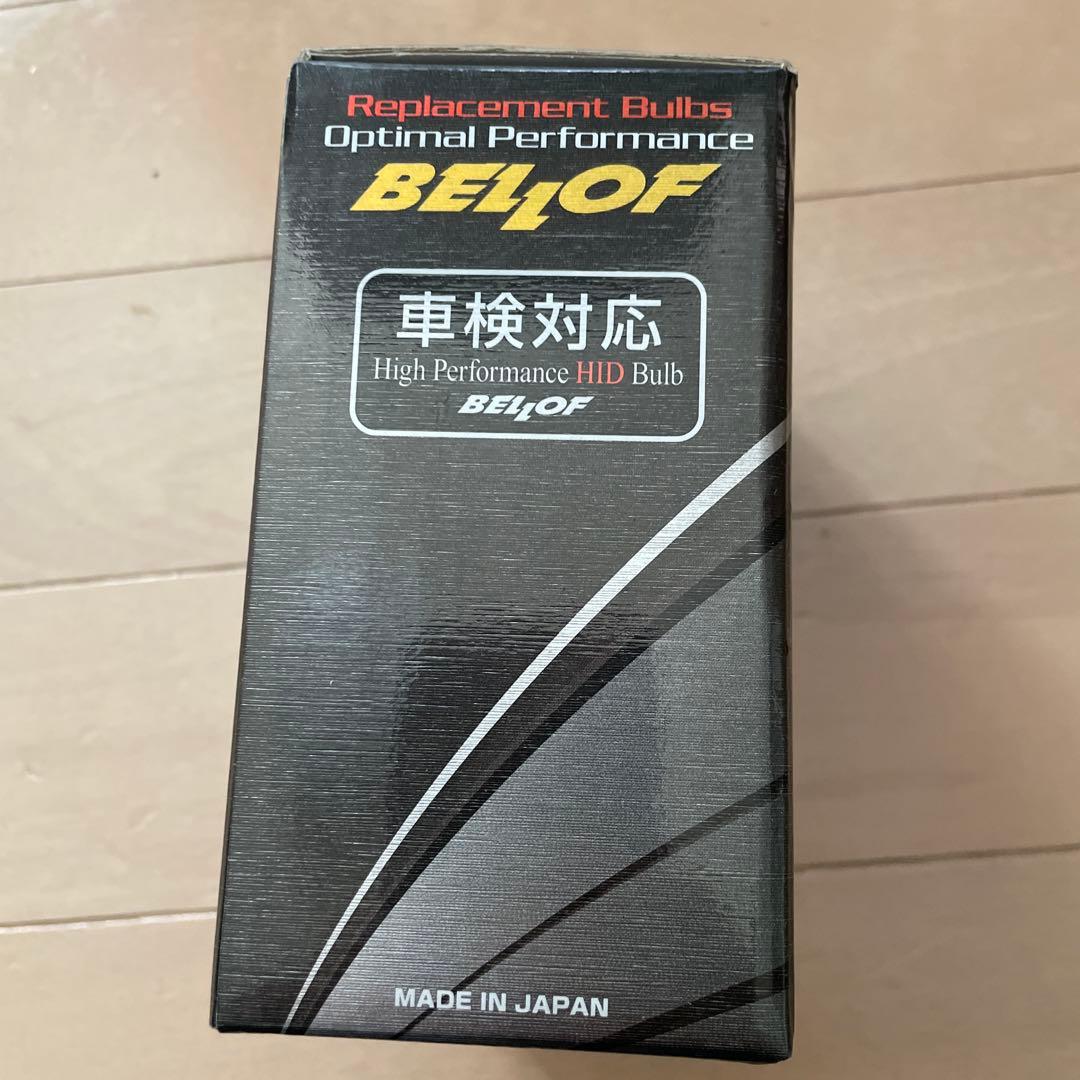 Replacement Bulbs
Optimal Performance
BELLOF
車検対応
High Performance HID Bulb
BELLOF
MADE IN JAPAN